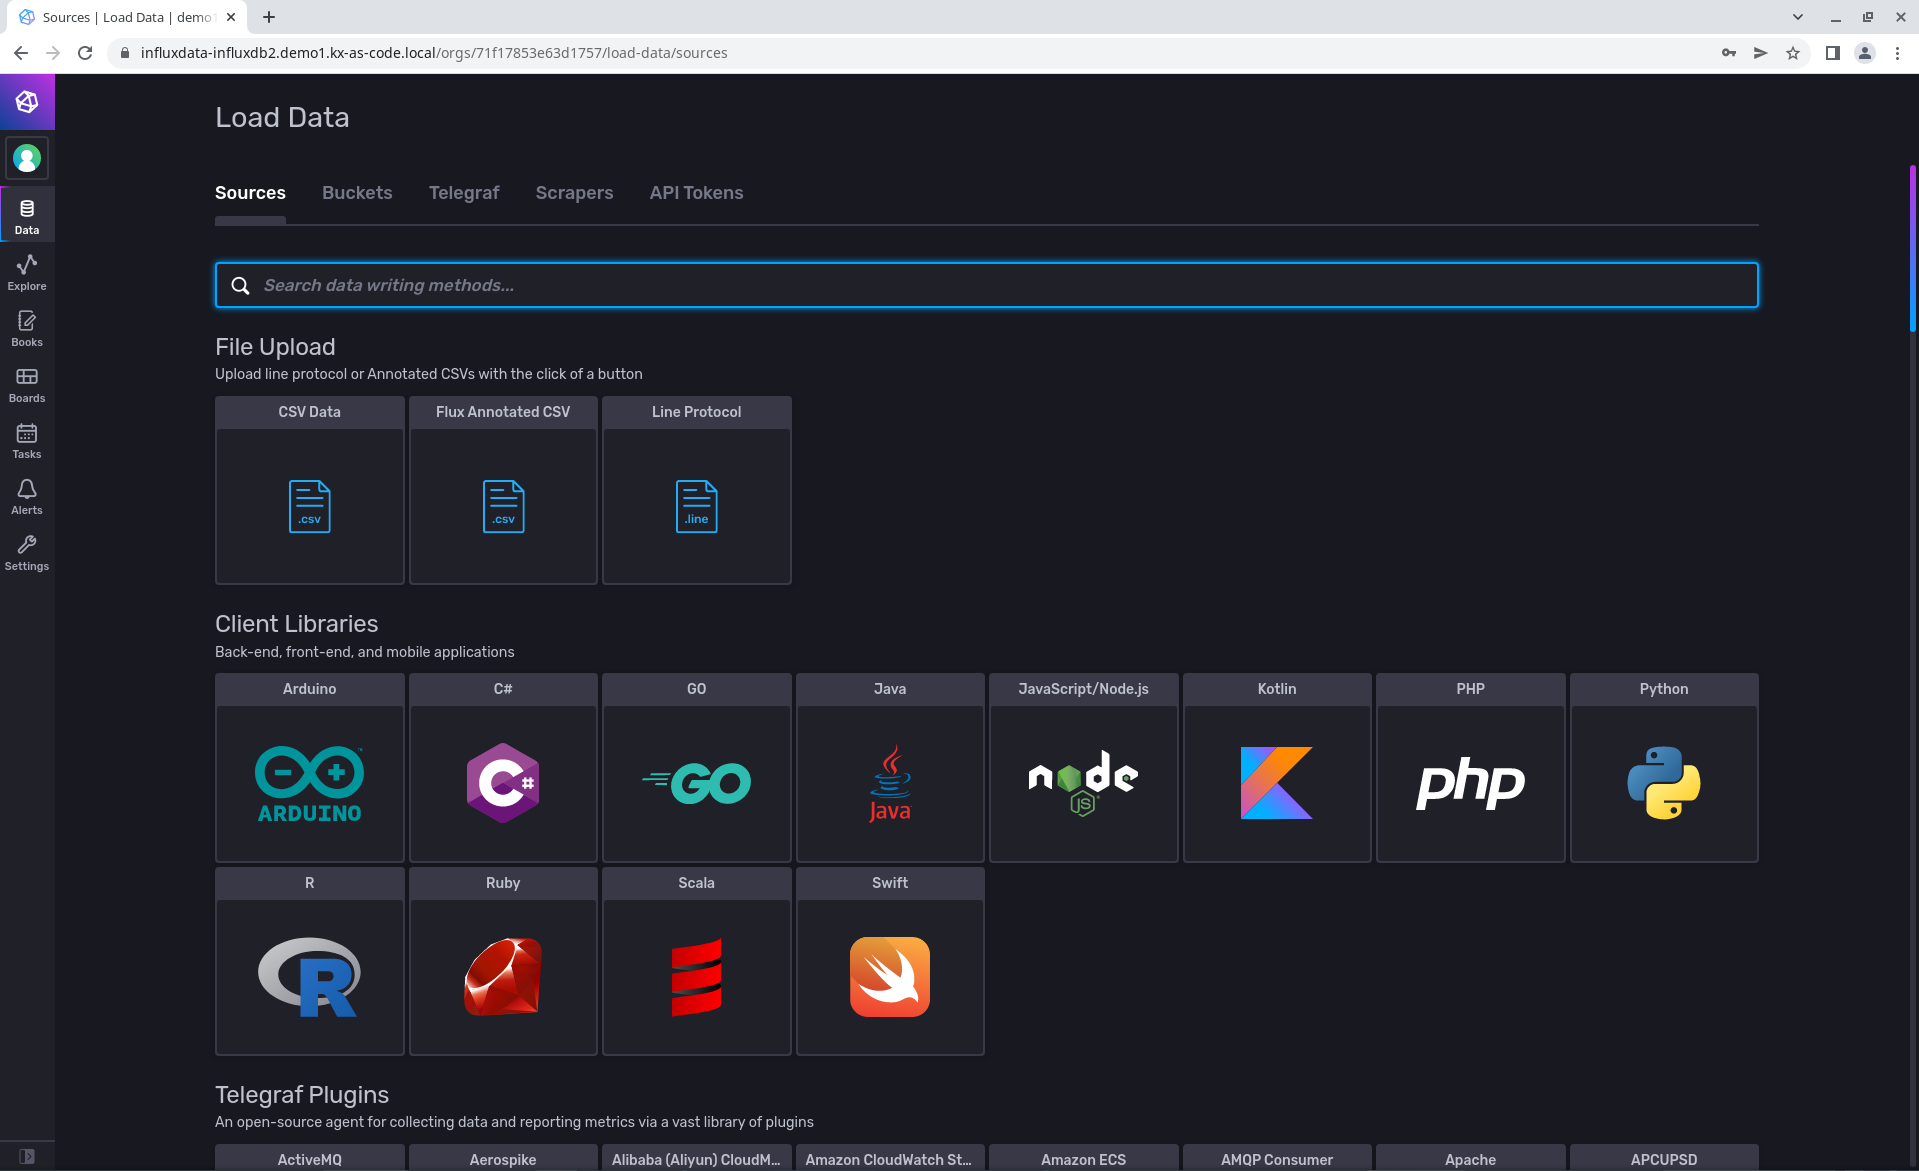 Sources | Load Data | demo1
influxdata-influxdb2.demo1.kx-as-code.local/orgs/71f17853e63d1757/load-data/sources
Load Data
Sources
Buckets
Telegraf
Scrapers
API Tokens
Data
Explore
Books
Boards
Tasks
Alerts
Settings
Search data writing methods...
File Upload
Upload line protocol or Annotated CSVs with the click of a button
CSV Data
Flux Annotated CSV
Line Protocol
.csv
.csv
.line
Client Libraries
Back-end, front-end, and mobile applications
Arduino
C#
GO
Java
JavaScript/Node.js
Kotlin
PHP
Python
ARDUINO
C#
GO
Java
node
JS
php
R
Ruby
Scala
Swift
R
Telegraf Plugins
An open-source agent for collecting data and reporting metrics via a vast library of plugins
ActiveMQ
Aerospike
Alibaba (Aliyun) CloudM...
Amazon CloudWatch St...
Amazon ECS
AMQP Consumer
Apache
APCUPSD